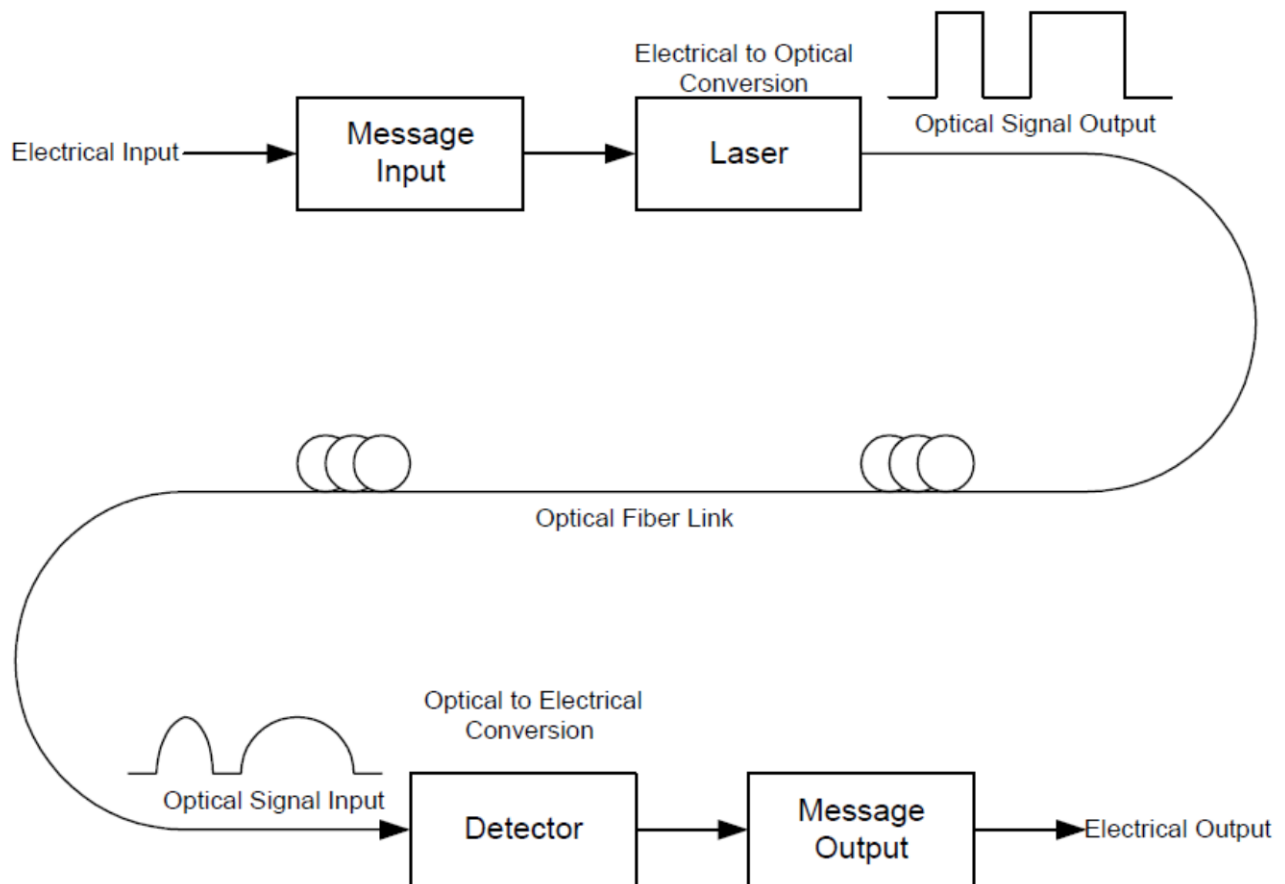 Electrical to Optical
Conversion
Optical Signal Output
Electrical Input
Message
Input
Laser
Optical Fiber Link
Optical to Electrical
Conversion
Optical Signal Input
Detector
Message
Output
Electrical Output